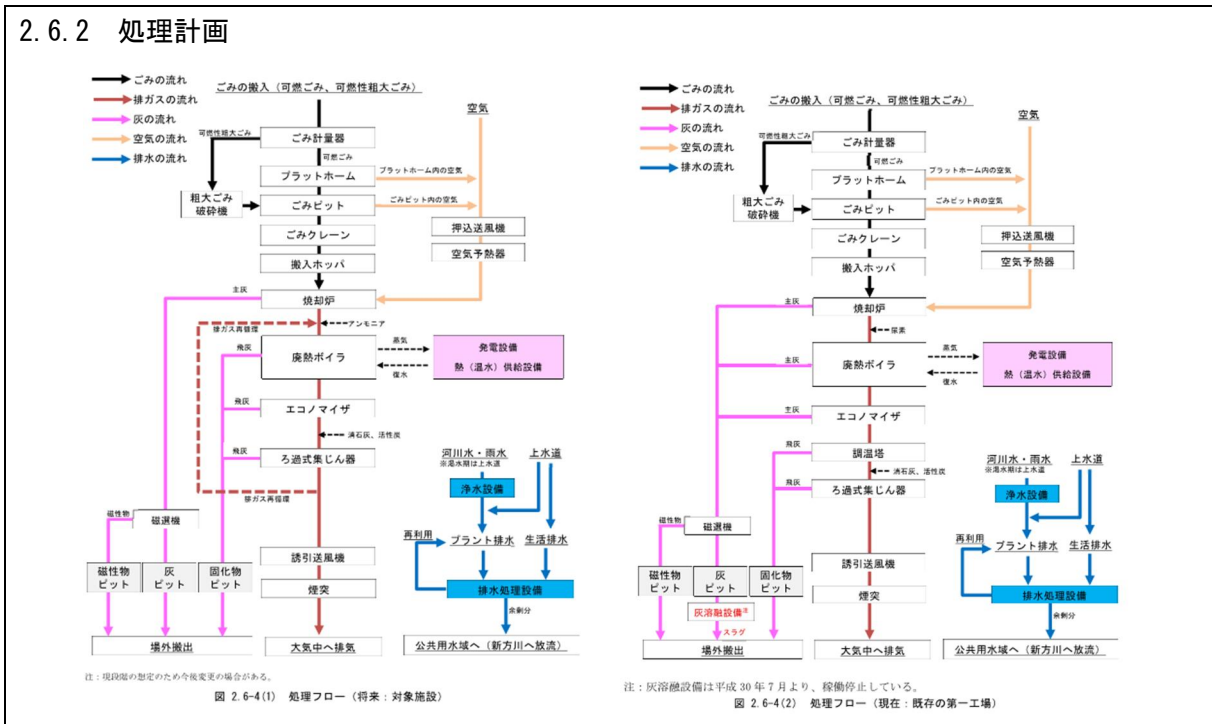 2.6.2 処理計画
ごみの流れ
排ガスの流れ
灰の流れ
空気の流れ
排水の流れ
ごみの搬入（可燃ごみ、可燃性粗大ごみ）
空気
可燃性粗大ごみ
ごみ計量器
可燃ごみ
プラットホーム
プラットホーム内の空気
粗大ごみ
破砕機
ごみピット
ごみピット内の空気
ごみクレーン
押込送風機
搬入ホッパ
空気予熱器
主灰
焼却炉
排ガス再循環
アンモニア
飛灰
廃熱ボイラ
蒸気
復水
発電設備
熱（温水）供給設備
飛灰
エコノマイザ
消石灰、活性炭
飛灰
ろ過式集じん器
排ガス再循環
河川水・雨水
※渇水期は上水道
上水道
浄水設備
磁性物
磁選機
再利用
プラント排水
生活排水
誘引送風機
磁性物
ピット
灰
ピット
固化物
ピット
煙突
排水処理設備
余剰分
場外搬出
大気中へ排気
公共用水域へ（新方川へ放流）
注：現段階の想定のため今後変更の場合がある。
図 2.6-4(1) 処理フロー（将来：対象施設）
ごみの流れ
排ガスの流れ
灰の流れ
空気の流れ
排水の流れ
ごみの搬入（可燃ごみ、可燃性粗大ごみ）
空気
可燃性粗大ごみ
ごみ計量器
可燃ごみ
プラットホーム
プラットホーム内の空気
粗大ごみ
破砕機
ごみピット
ごみピット内の空気
ごみクレーン
押込送風機
搬入ホッパ
空気予熱器
主灰
焼却炉
尿素
主灰
廃熱ボイラ
蒸気
復水
発電設備
熱（温水）供給設備
主灰
エコノマイザ
飛灰
調温塔
消石灰、活性炭
飛灰
ろ過式集じん器
河川水・雨水
※渇水期は上水道
上水道
浄水設備
磁性物
磁選機
再利用
プラント排水
生活排水
誘引送風機
磁性物
ピット
灰
ピット
固化物
ピット
煙突
排水処理設備
灰溶融設備注
スラグ
余剰分
場外搬出
大気中へ排気
公共用水域へ（新方川へ放流）
注：灰溶融設備は平成 30 年 7 月より、稼働停止している。
図 2.6-4(2) 処理フロー（現在：既存の第一工場）